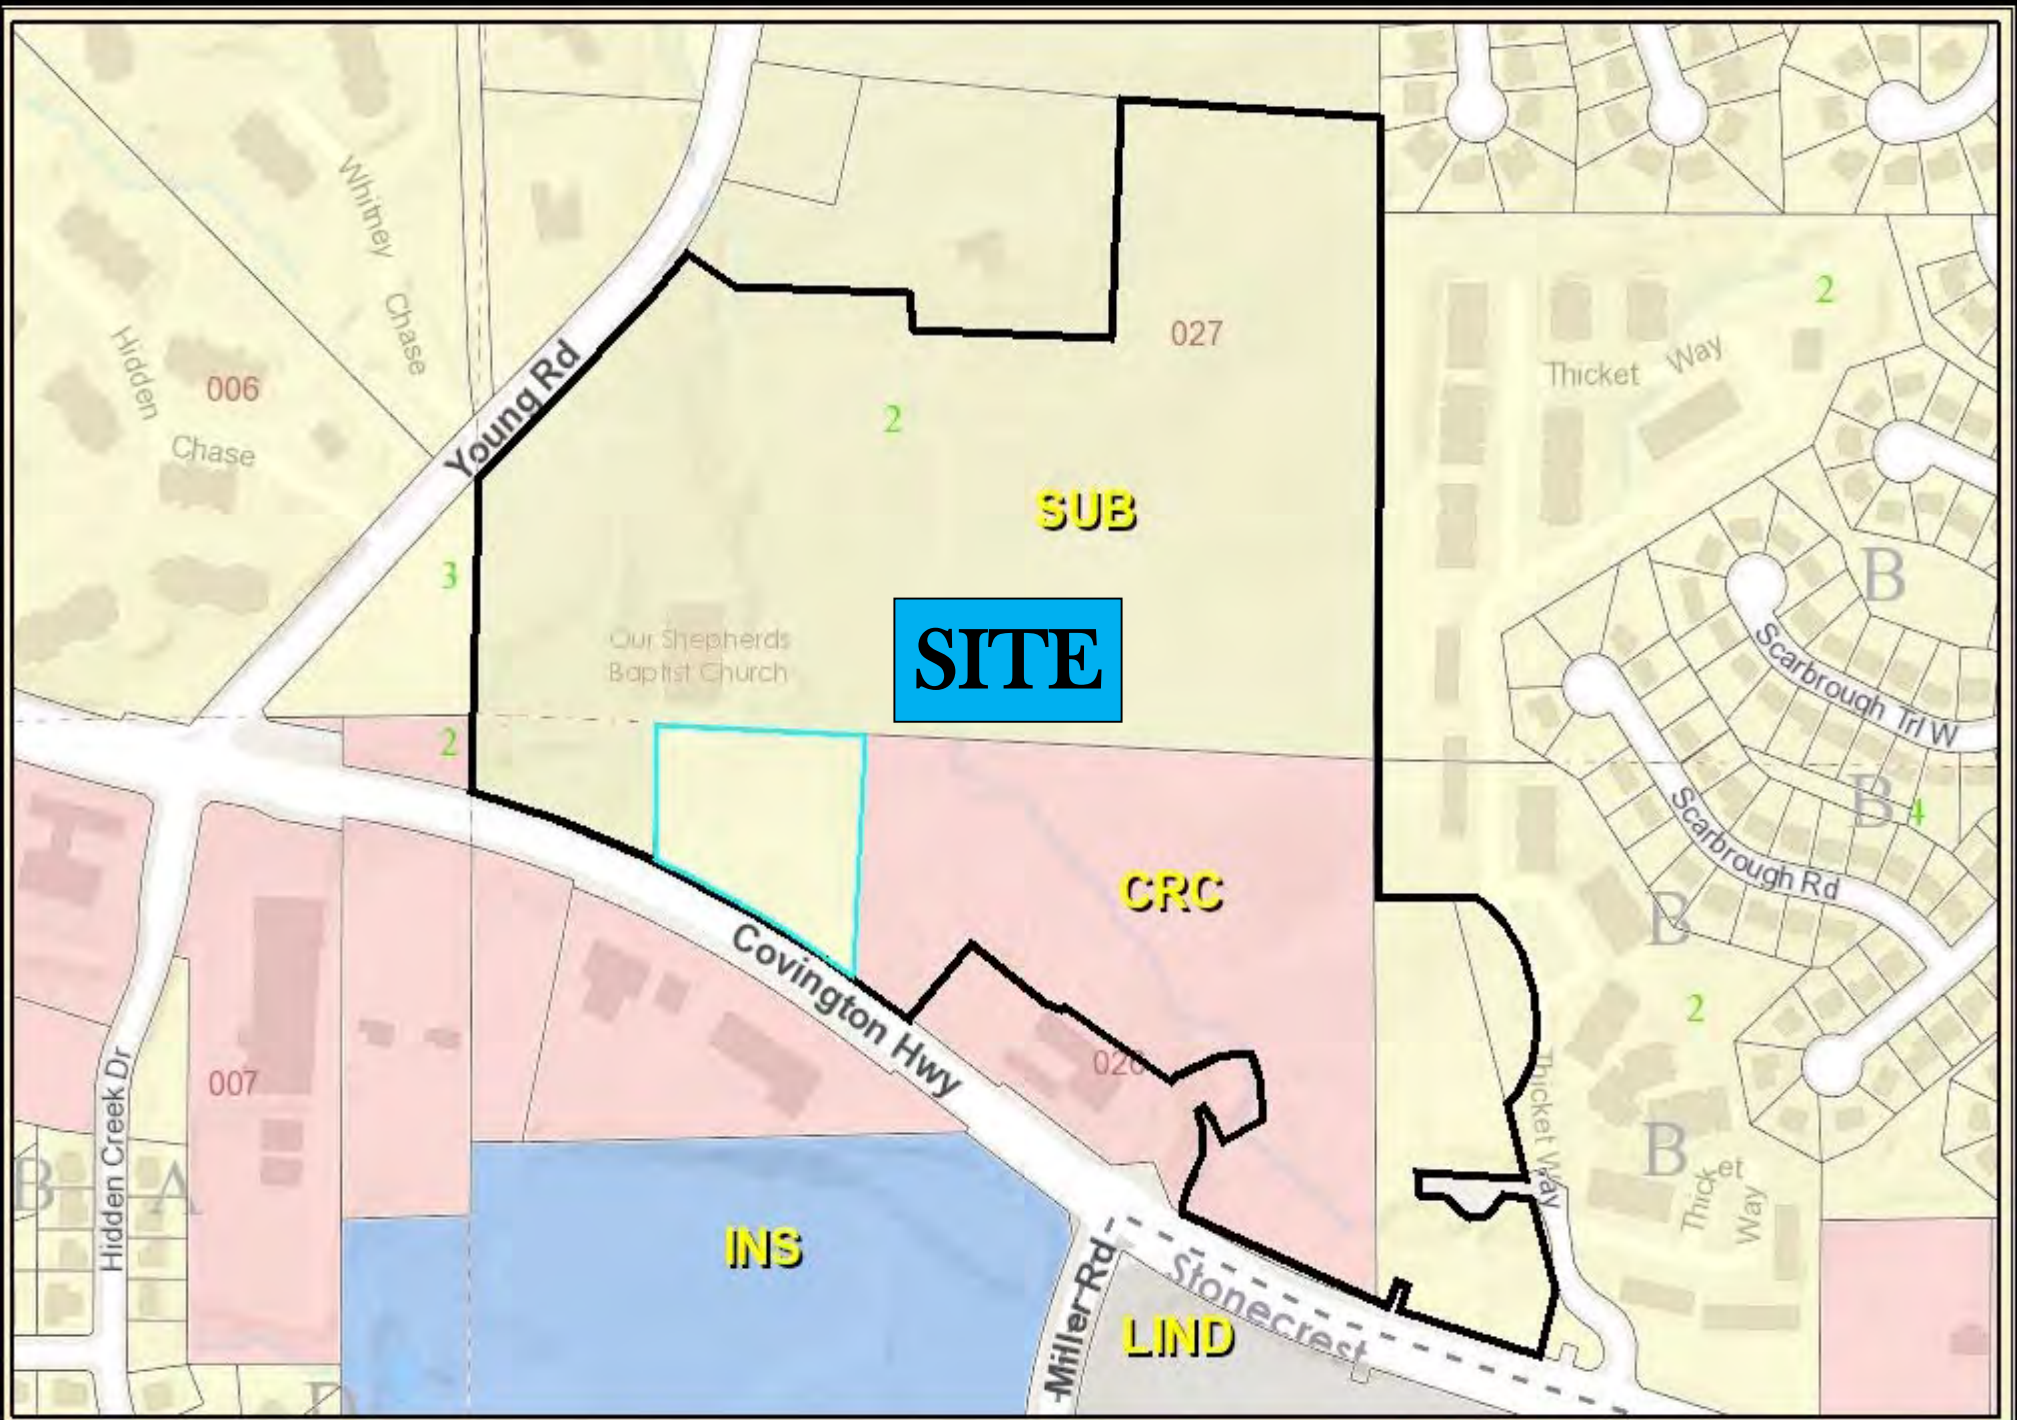 Whitney
Chase
Hidden
Chase
006
Young Rd
027
2
2
Thicket Way
SUB
3
B
Our Shepherds
Baptist Church
SITE
Scarbrough Trl W
2
B
4
Scarbrough Rd
CRC
B
Covington Hwy
2
007
026
Hidden Creek Dr
Thicket Way
B
B
A
Thicket
Way
INS
Miller Rd
Stonecrest
LIND